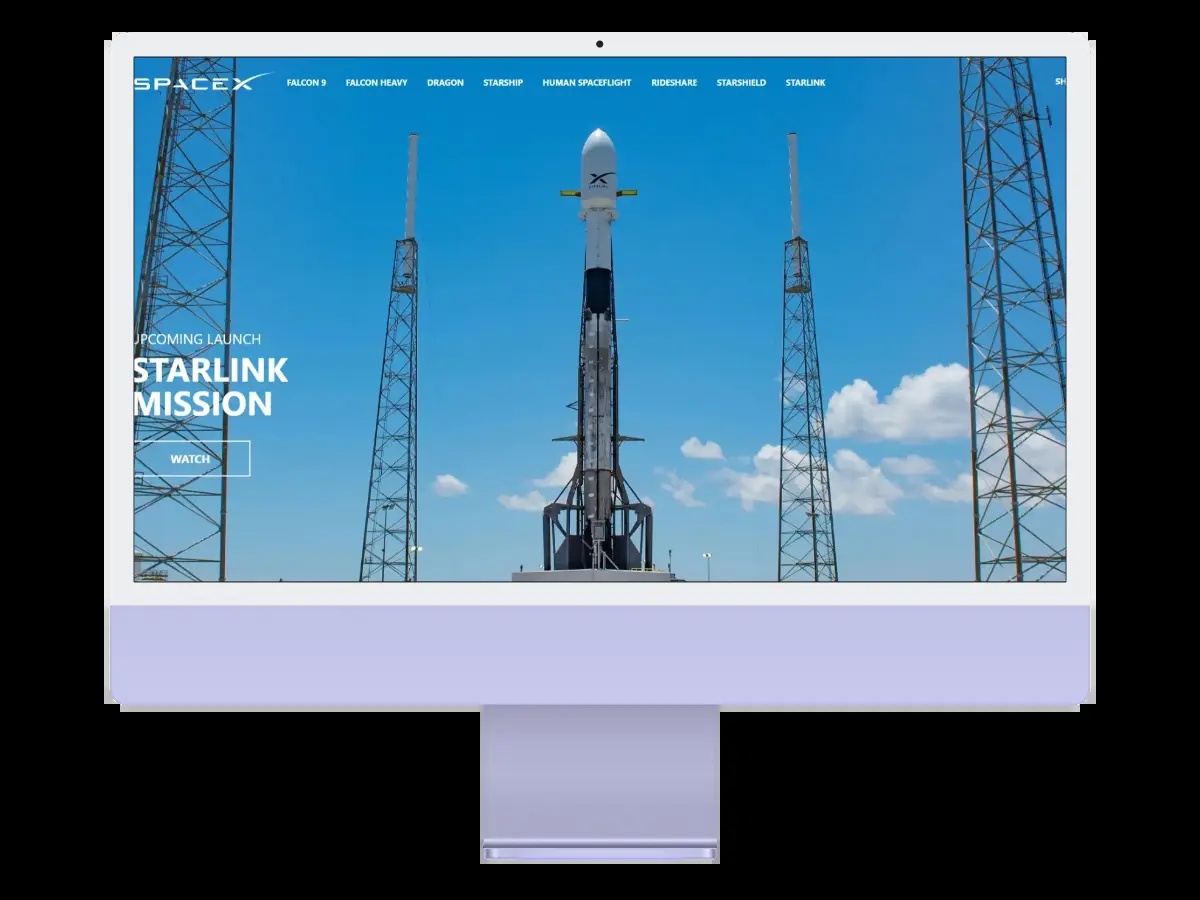 SPACEX
FALCON 9 FALCON HEAVY DRAGON STARSHIP HUMAN SPACEFLIGHT RIDESHARE STARSHIELD STARLINK SH
UPCOMING LAUNCH
STARLINK
MISSION
WATCH